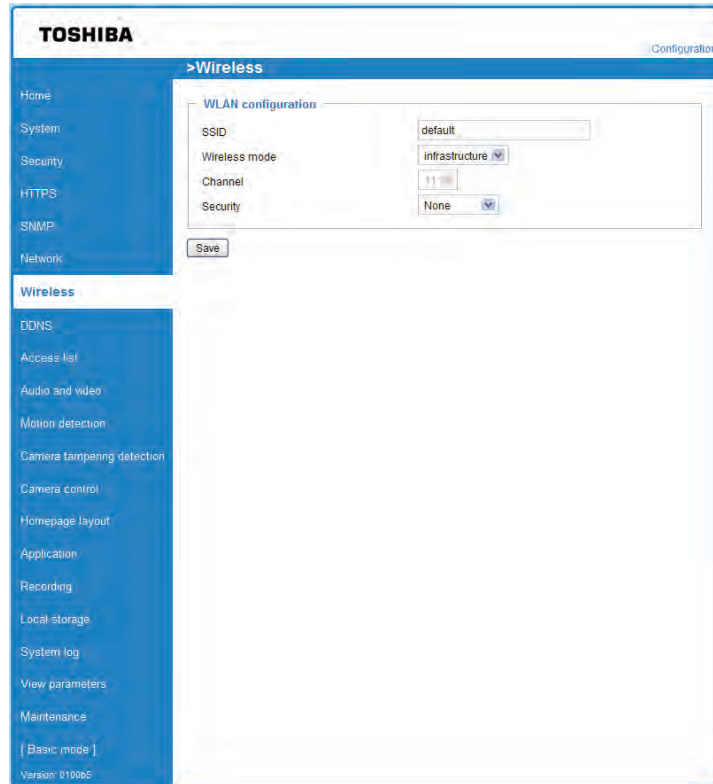 TOSHIBA
Configuration
>Wireless
Home
System
Security
HTTPS
SNMP
Network
Wireless
DDNS
Access list
Audio and video
Motion detection
Camera tampering detection
Camera control
Homepage layout
Application
Recording
Local storage
System log
View parameters
Maintenance
[ Basic mode ]
Version: 0100b5
WLAN configuration
SSID default
Wireless mode infrastructure
Channel 11
Security None
Save